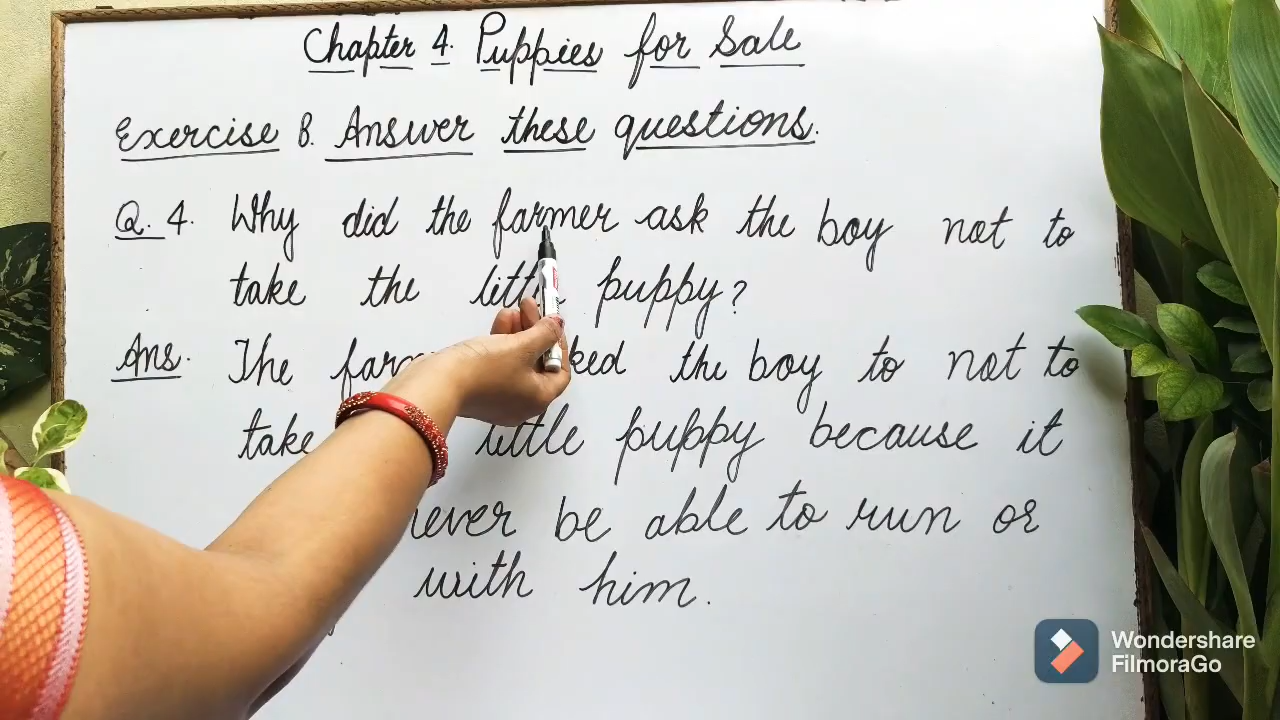 Chapter 4. Puppies for Sale
Exercise B. Answer these questions.
Q. 4. Why did the farmer ask the boy not to
take the little puppy?
Ans. The the boy to not to
take little puppy because it
never be able to run or
with him.
Wondershare
FilmoraGo